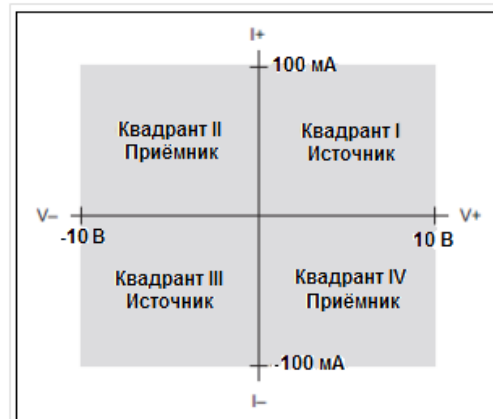 I+
100 мА
Квадрант II
Приёмник
Квадрант I
Источник
V–
V+
-10 В
10 В
Квадрант III
Источник
Квадрант IV
Приёмник
-100 мА
I–